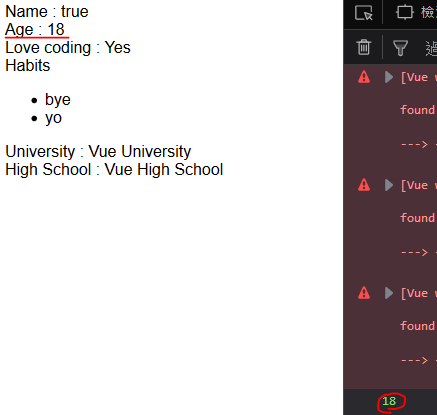 Name : true
Age : 18
Love coding : Yes
Habits
bye
yo
University : Vue University
High School : Vue High School
檢
[Vue
found
--->
[Vue
found
--->
[Vue
found
--->
18